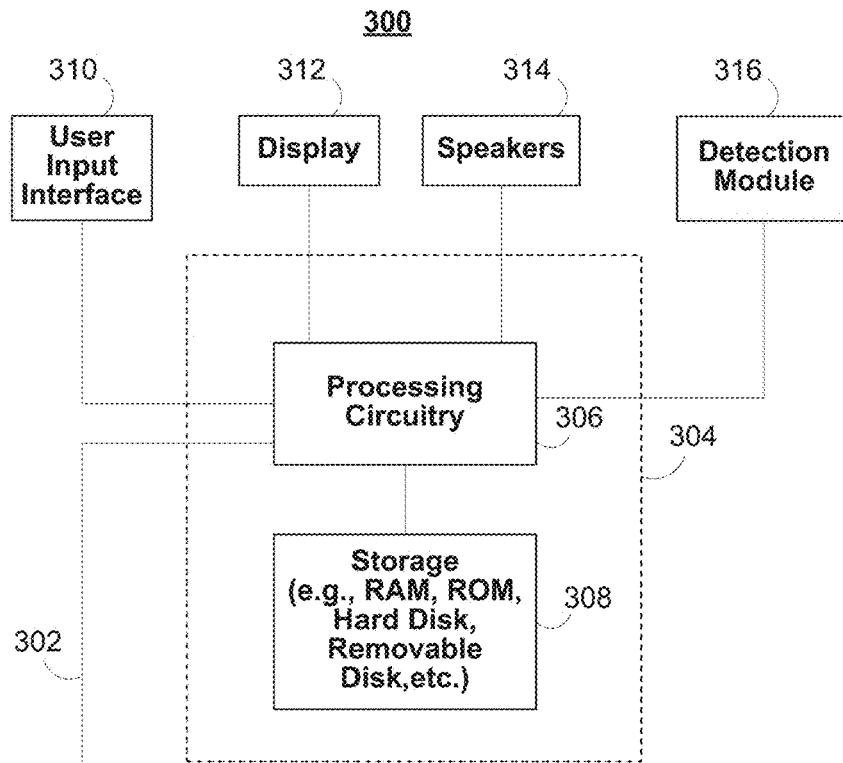 300
310
312
314
316
User
Input
Interface
Display
Speakers
Detection
Module
Processing
Circuitry
306
304
Storage
(e.g., RAM, ROM,
Hard Disk,
Removable
Disk,etc.)
308
302